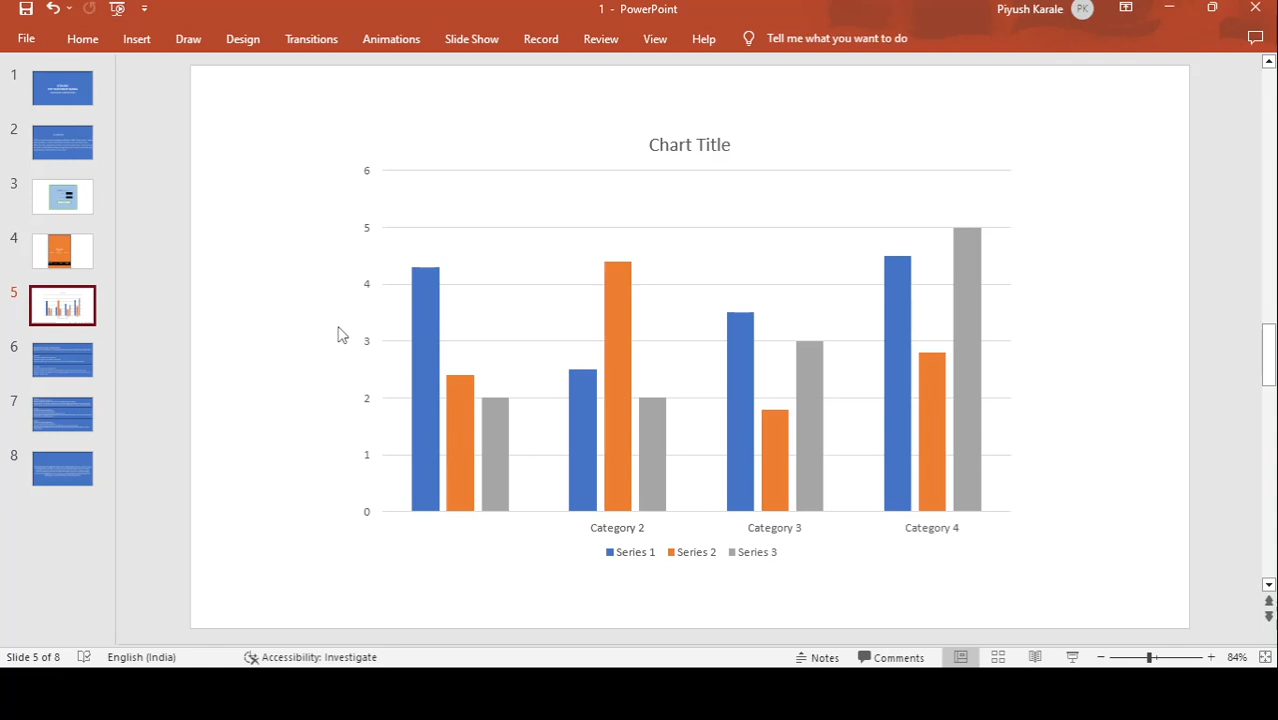 1 - PowerPoint
Piyush Karale PK
File Home Insert Draw Design Transitions Animations Slide Show Record Review View Help Tell me what you want to do
1
2
3
4
5
6
7
8
Chart Title
6
5
4
3
2
1
0
Category 2 Category 3 Category 4
Series 1 Series 2 Series 3
Slide 5 of 8 English (India) Accessibility: Investigate Notes Comments 84%